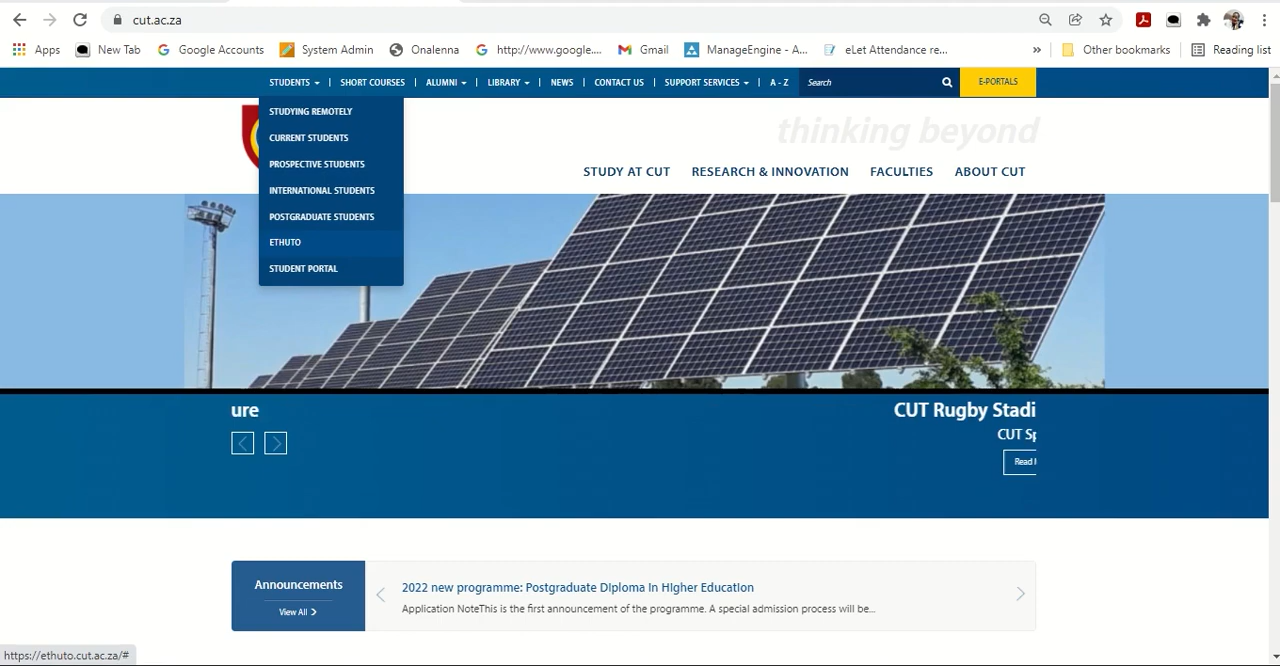 cut.ac.za
Apps New Tab Google Accounts System Admin Onalenna http://www.google.... Gmail ManageEngine - A... eLet Attendance re... » Other bookmarks Reading list
STUDENTS | SHORT COURSES | ALUMNI | LIBRARY | NEWS | CONTACT US | SUPPORT SERVICES | A - Z Search E-PORTALS
STUDYING REMOTELY
CURRENT STUDENTS
PROSPECTIVE STUDENTS
INTERNATIONAL STUDENTS
POSTGRADUATE STUDENTS
ETHUTO
STUDENT PORTAL
thinking beyond
STUDY AT CUT RESEARCH & INNOVATION FACULTIES ABOUT CUT
ure
CUT Rugby Stadi
CUT Sp
Read
Announcements
View All
2022 new programme: Postgraduate Diploma in Higher Education
Application NoteThis is the first announcement of the programme. A special admission process will be...
https://ethuto.cut.ac.za/#